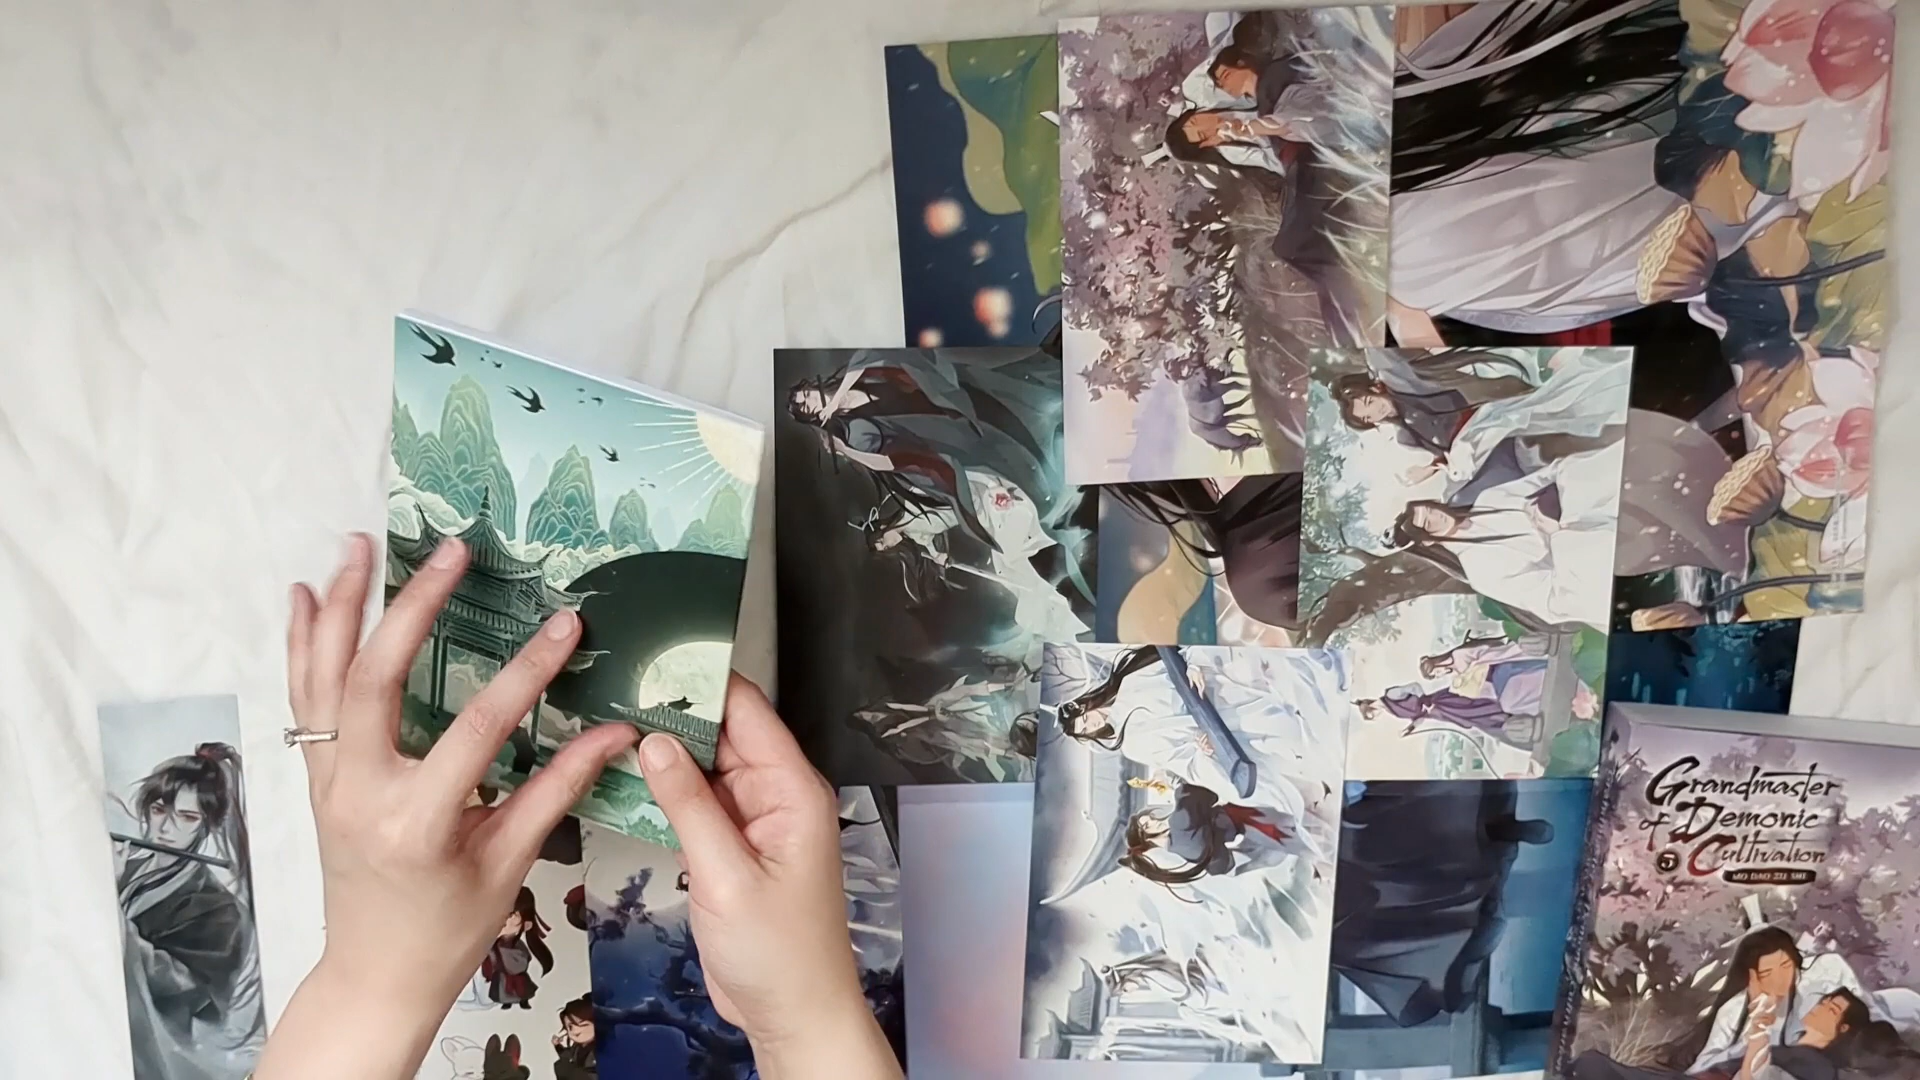 Grandmaster
of Demonic
5 Cultivation
MO DAO ZU SHI